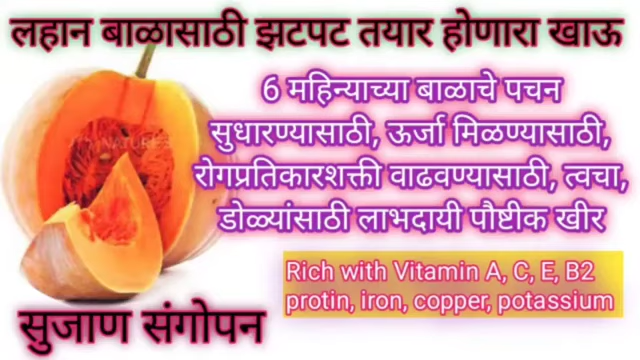 लहान बाळासाठी झटपट तयार होणारा खाऊ
6 महिन्याच्या बाळाचे पचन
सुधारण्यासाठी, ऊर्जा मिळण्यासाठी,
रोगप्रतिकारशक्ती वाढवण्यासाठी, त्वचा,
डोळ्यांसाठी लाभदायी पौष्टीक खीर
Rich with Vitamin A, C, E, B2
protin, iron, copper, potassium
सुजाण संगोपन